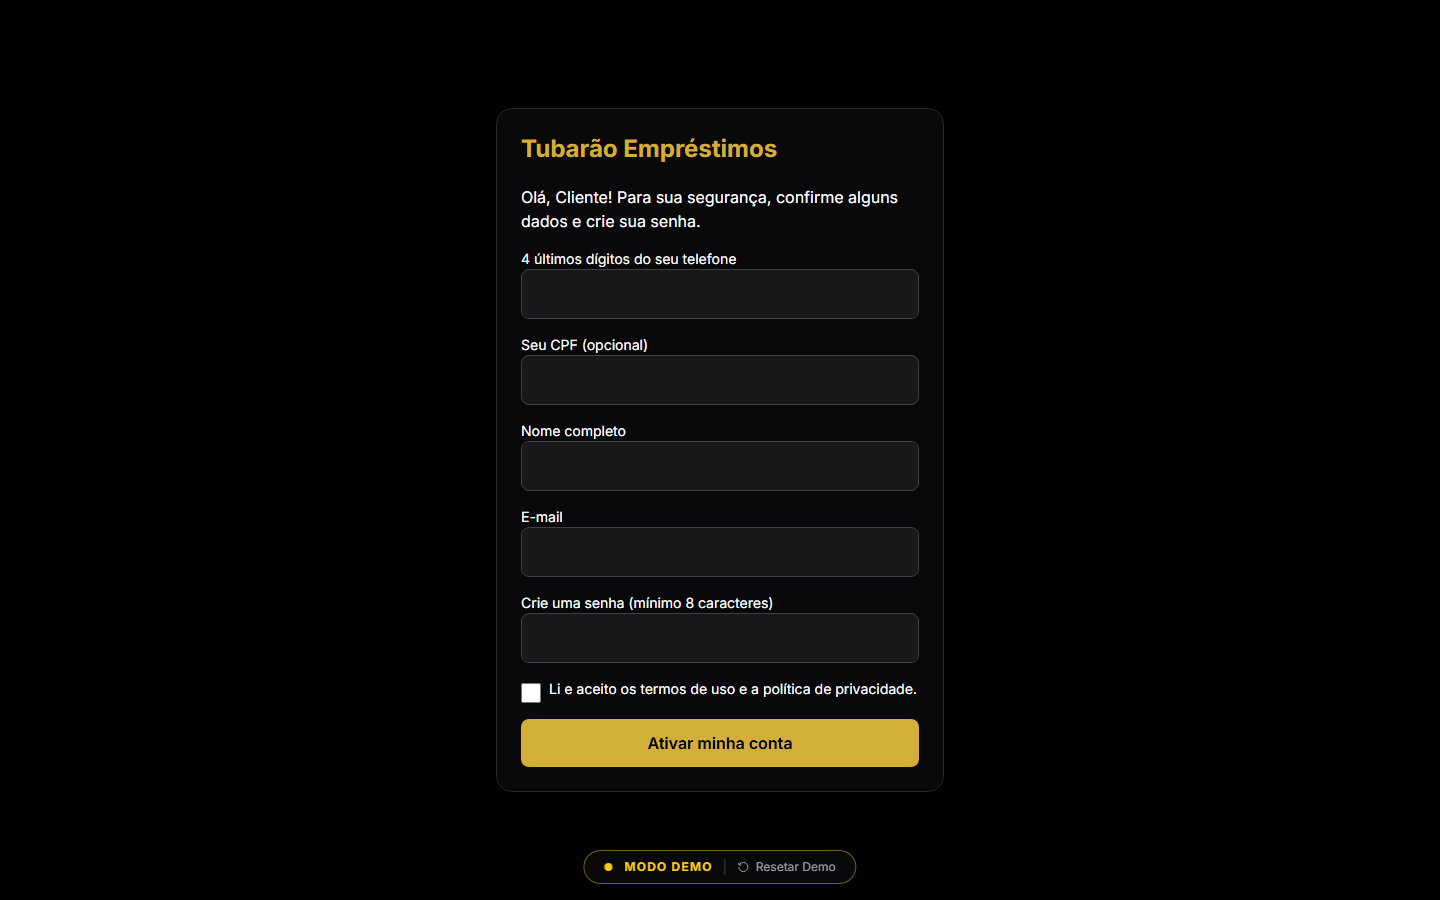 Tubarão Empréstimos
Olá, Cliente! Para sua segurança, confirme alguns
dados e crie sua senha.
4 últimos dígitos do seu telefone
Seu CPF (opcional)
Nome completo
E-mail
Crie uma senha (mínimo 8 caracteres)
Li e aceito os termos de uso e a política de privacidade.
Ativar minha conta
MODO DEMO
Resetar Demo